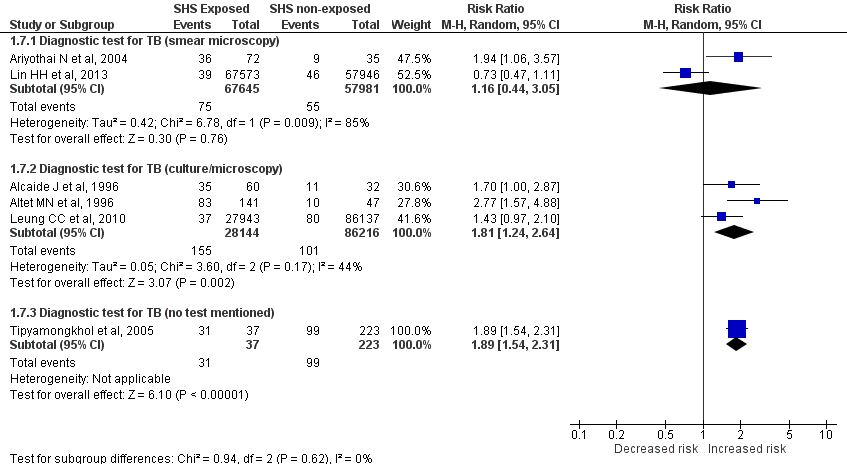 SHS Exposed SHS non-exposed Risk Ratio Risk Ratio
Study or Subgroup Events Total Events Total Weight M-H, Random, 95% CI M-H, Random, 95% CI
1.7.1 Diagnostic test for TB (smear microscopy)
Ariyothai N et al, 2004 36 72 9 35 47.5% 1.94 [1.06, 3.57]
Lin HH et al, 2013 39 67573 46 57946 52.5% 0.73 [0.47, 1.11]
Subtotal (95% CI) 67645 57981 100.0% 1.16 [0.44, 3.05]
Total events 75 55
Heterogeneity: Tau² = 0.42; Chi² = 6.78, df = 1 (P = 0.009); I² = 85%
Test for overall effect: Z = 0.30 (P = 0.76)
1.7.2 Diagnostic test for TB (culture/microscopy)
Alcaide J et al, 1996 35 60 11 32 30.6% 1.70 [1.00, 2.87]
Altet MN et al, 1996 83 141 10 47 27.8% 2.77 [1.57, 4.88]
Leung CC et al, 2010 37 27943 80 86137 41.6% 1.43 [0.97, 2.10]
Subtotal (95% CI) 28144 86216 100.0% 1.81 [1.24, 2.64]
Total events 155 101
Heterogeneity: Tau² = 0.05; Chi² = 3.60, df = 2 (P = 0.17); I² = 44%
Test for overall effect: Z = 3.07 (P = 0.002)
1.7.3 Diagnostic test for TB (no test mentioned)
Tipyamongkhol et al, 2005 31 37 99 223 100.0% 1.89 [1.54, 2.31]
Subtotal (95% CI) 37 223 100.0% 1.89 [1.54, 2.31]
Total events 31 99
Heterogeneity: Not applicable
Test for overall effect: Z = 6.10 (P < 0.00001)
0.1 0.2 0.5 1 2 5 10
Decreased risk Increased risk
Test for subgroup differences: Chi² = 0.94, df = 2 (P = 0.62), I² = 0%